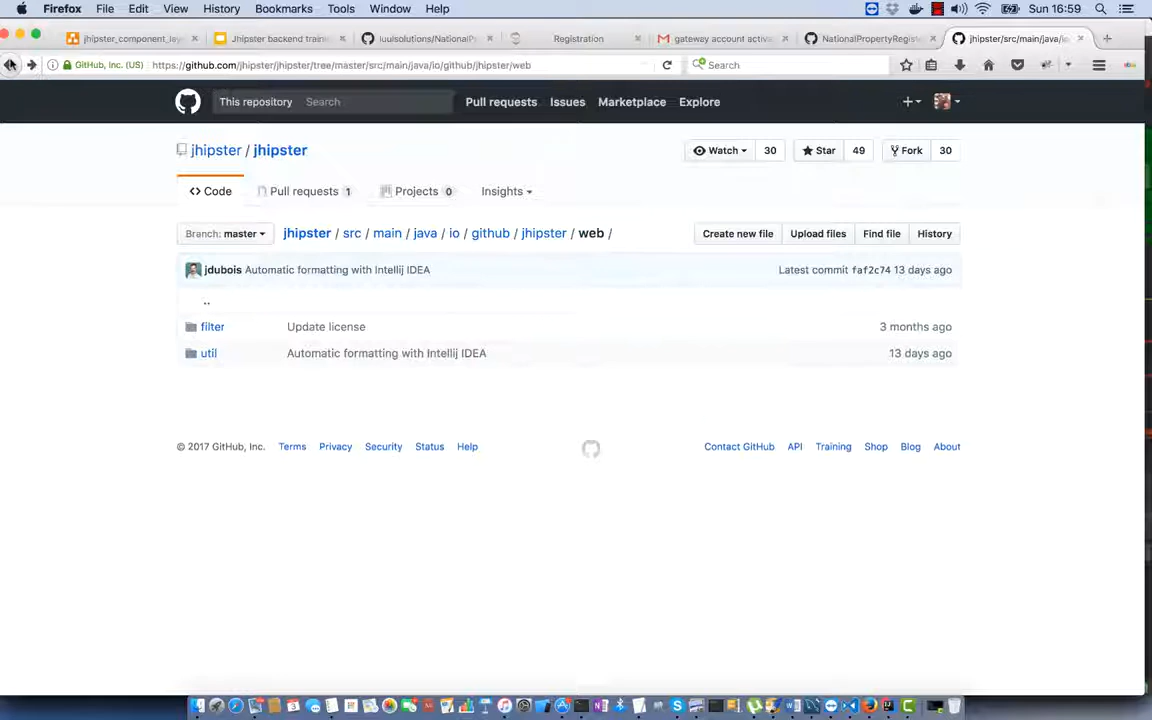 Firefox File Edit View History Bookmarks Tools Window Help Sun 16:59
jhipster_component_lay Jhipster backend traini luulsolutions/NationalP Registration gateway account activa NationalPropertyRegis jhipster/src/main/java/io
GitHub, Inc. (US) https://github.com/jhipster/jhipster/tree/master/src/main/java/io/github/jhipster/web Search
This repository Search Pull requests Issues Marketplace Explore
jhipster / jhipster Watch 30 Star 49 Fork 30
Code Pull requests 1 Projects 0 Insights
Branch: master jhipster / src / main / java / io / github / jhipster / web / Create new file Upload files Find file History
jdubois Automatic formatting with Intellij IDEA Latest commit faf2c74 13 days ago
..
filter Update license 3 months ago
util Automatic formatting with Intellij IDEA 13 days ago
© 2017 GitHub, Inc. Terms Privacy Security Status Help Contact GitHub API Training Shop Blog About